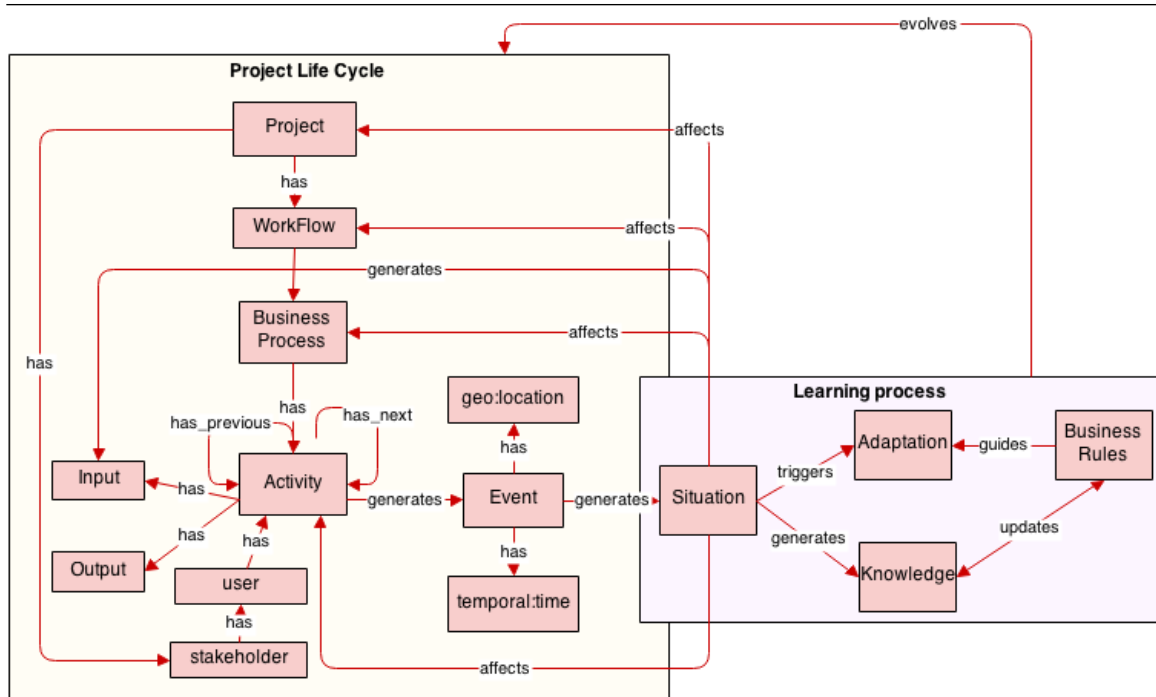 evolves
Project Life Cycle
Project
affects
has
WorkFlow
affects
generates
Business
Process
affects
has
has
geo:location
Learning process
has_previous
has_next
Adaptation
Business
Rules
guides
has
triggers
Input
has
Activity
generates
Event
generates
Situation
has
has
updates
generates
Output
has
user
Knowledge
temporal:time
has
stakeholder
affects